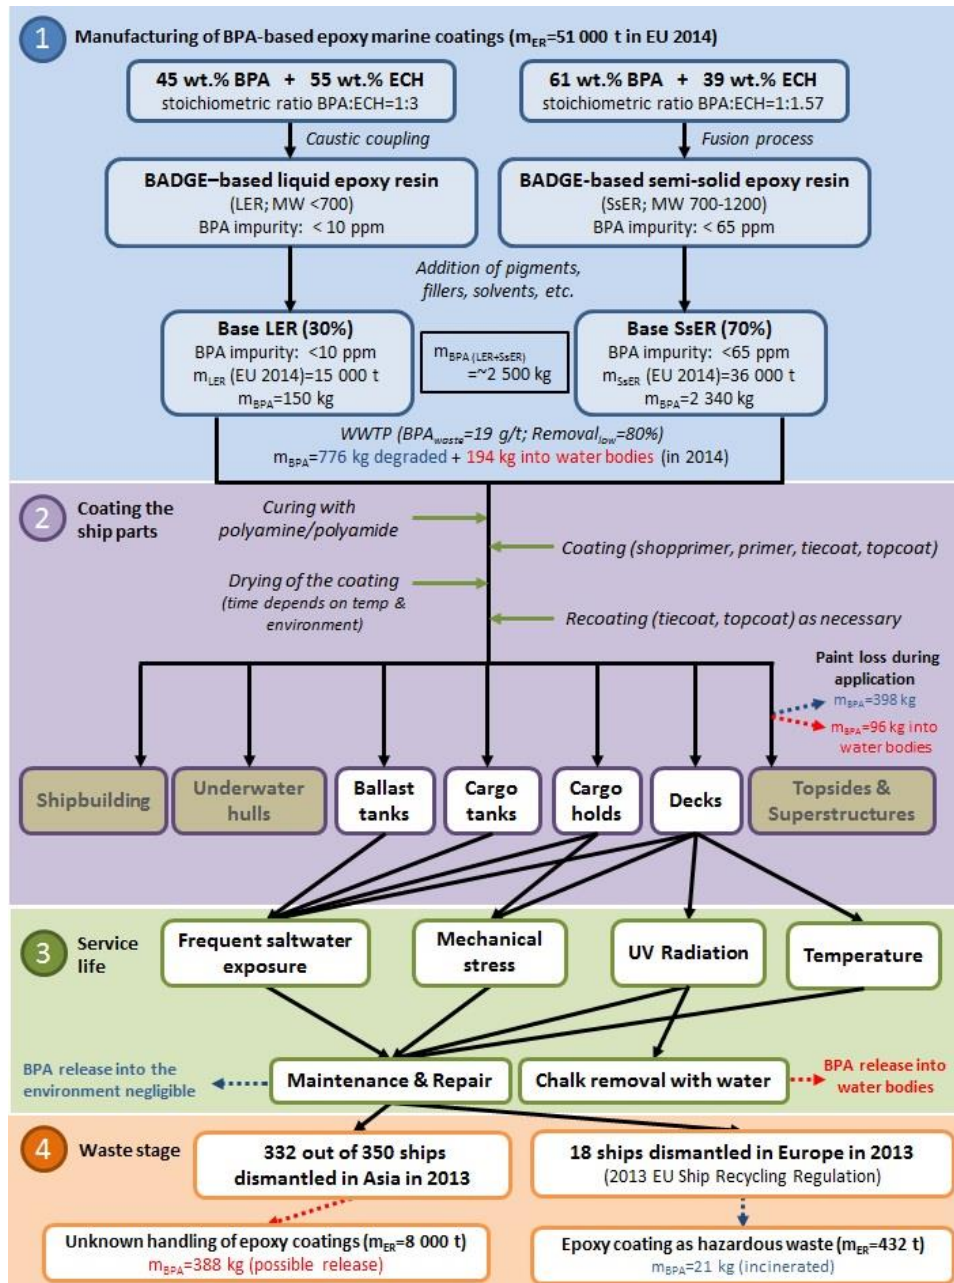 1 Manufacturing of BPA-based epoxy marine coatings (mER=51 000 t in EU 2014)
45 wt.% BPA + 55 wt.% ECH
stoichiometric ratio BPA:ECH=1:3
61 wt.% BPA + 39 wt.% ECH
stoichiometric ratio BPA:ECH=1:1.57
Caustic coupling
Fusion process
BADGE–based liquid epoxy resin
(LER; MW <700)
BPA impurity: < 10 ppm
BADGE-based semi-solid epoxy resin
(SsER; MW 700-1200)
BPA impurity: < 65 ppm
Addition of pigments,
fillers, solvents, etc.
Base LER (30%)
BPA impurity: <10 ppm
mLER (EU 2014)=15 000 t
mBPA=150 kg
mBPA (LER+SsER)
=~2 500 kg
Base SsER (70%)
BPA impurity: <65 ppm
mSsER (EU 2014)=36 000 t
mBPA=2 340 kg
WWTP (BPAwaste=19 g/t; Removallow=80%)
mBPA=776 kg degraded + 194 kg into water bodies (in 2014)
2 Coating the
ship parts
Curing with
polyamine/polyamide
Coating (shopprimer, primer, tiecoat, topcoat)
Drying of the coating
(time depends on temp &
environment)
Recoating (tiecoat, topcoat) as necessary
Paint loss during
application
mBPA=398 kg
mBPA=96 kg into
water bodies
Shipbuilding
Underwater
hulls
Ballast
tanks
Cargo
tanks
Cargo
holds
Decks
Topsides &
Superstructures
3 Service
life
Frequent saltwater
exposure
Mechanical
stress
UV Radiation
Temperature
BPA release into the
environment negligible
Maintenance & Repair
Chalk removal with water
BPA release into
water bodies
4 Waste stage
332 out of 350 ships
dismantled in Asia in 2013
18 ships dismantled in Europe in 2013
(2013 EU Ship Recycling Regulation)
Unknown handling of epoxy coatings (mER=8 000 t)
mBPA=388 kg (possible release)
Epoxy coating as hazardous waste (mER=432 t)
mBPA=21 kg (incinerated)